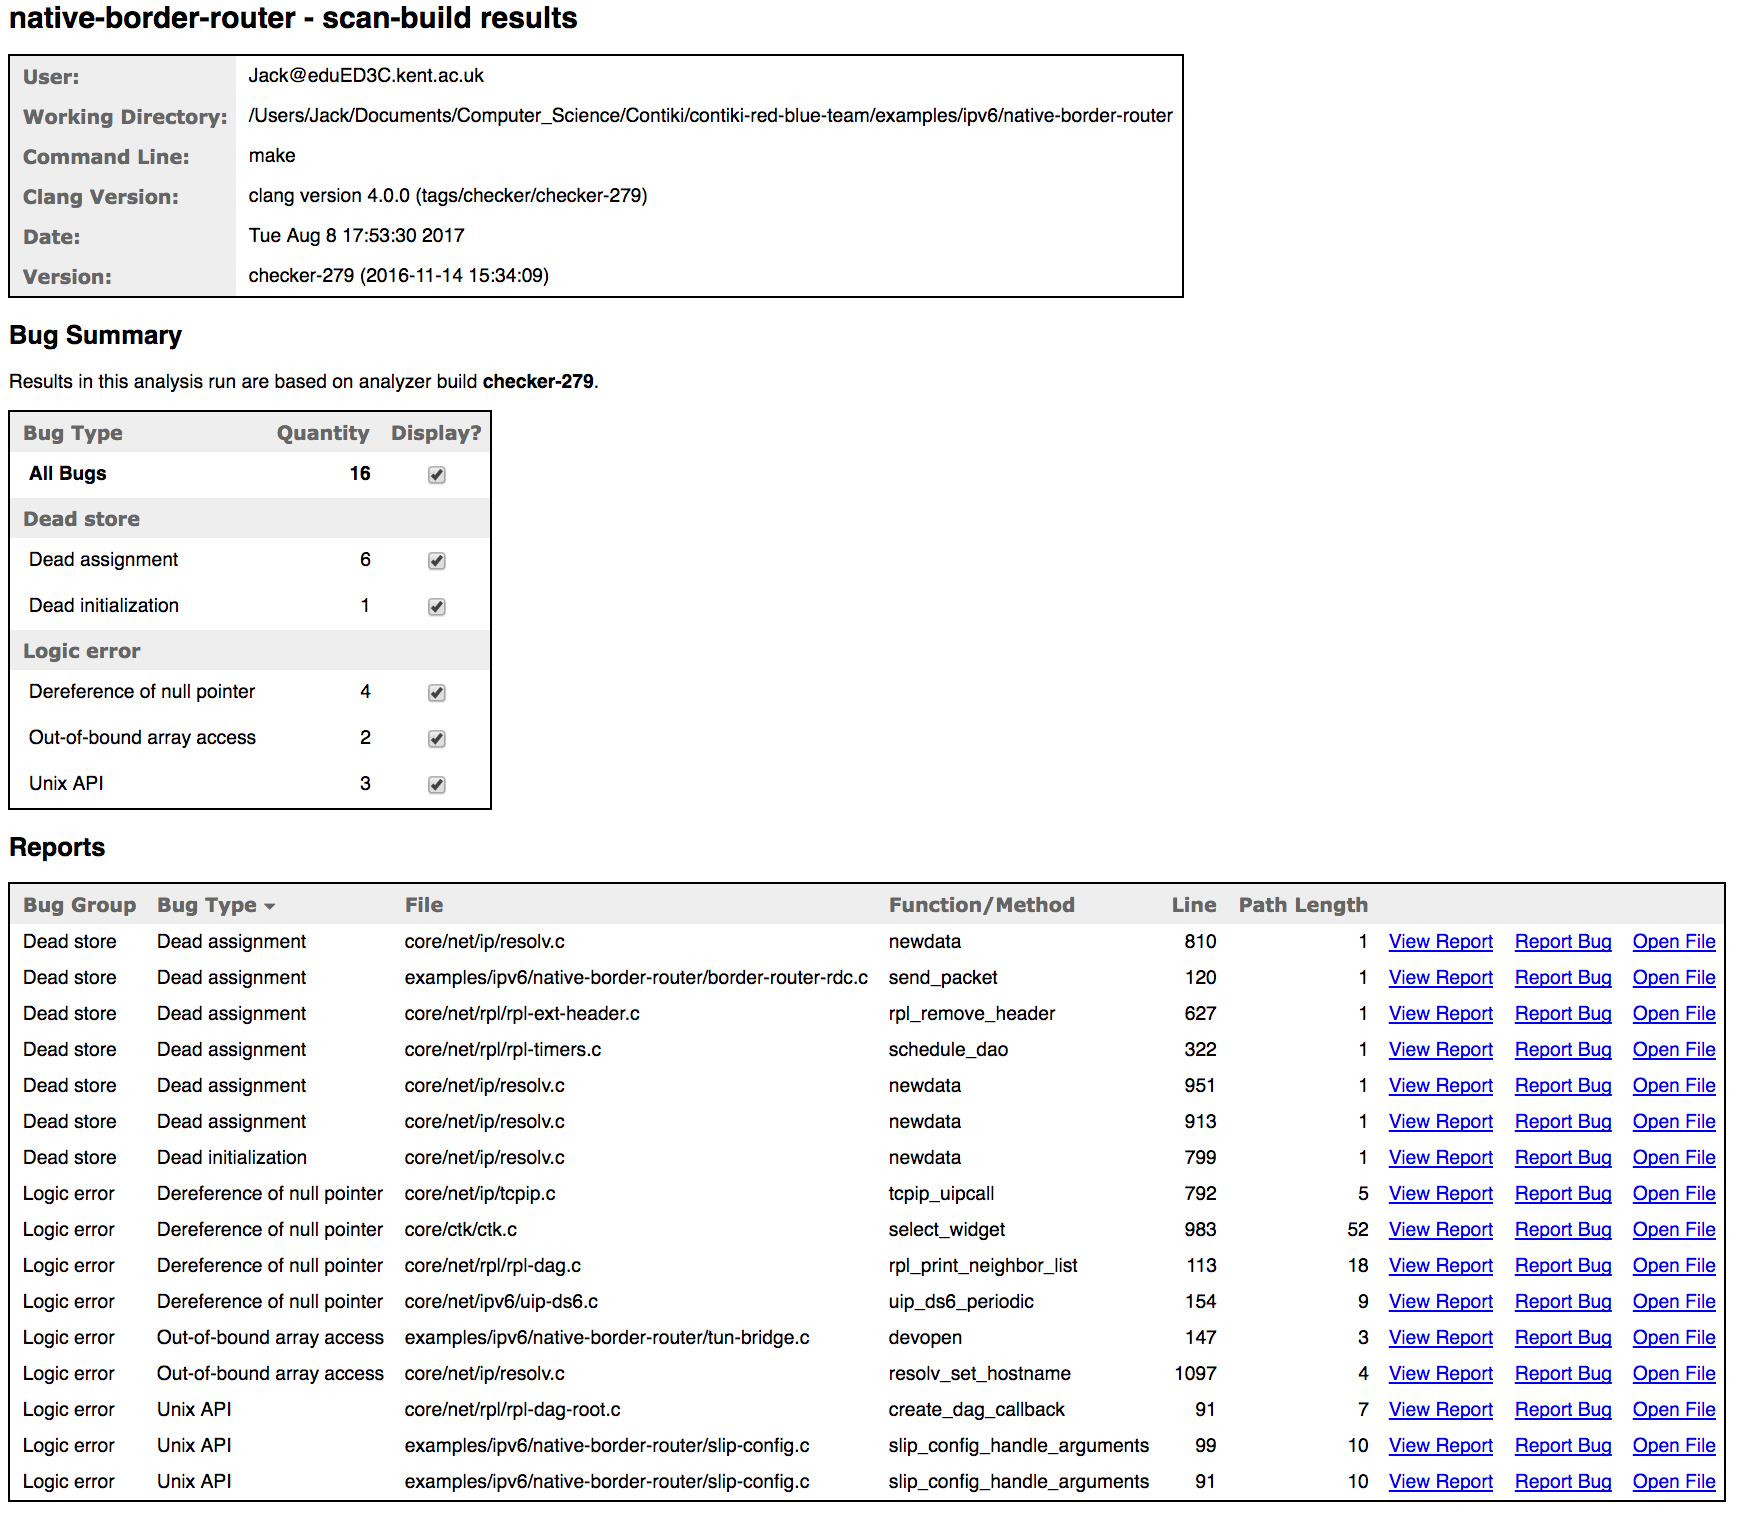 native-border-router - scan-build results
User: Jack@eduED3C.kent.ac.uk
Working Directory: /Users/Jack/Documents/Computer_Science/Contiki/contiki-red-blue-team/examples/ipv6/native-border-router
Command Line: make
Clang Version: clang version 4.0.0 (tags/checker/checker-279)
Date: Tue Aug 8 17:53:30 2017
Version: checker-279 (2016-11-14 15:34:09)
Bug Summary
Results in this analysis run are based on analyzer build checker-279.
Bug Type Quantity Display?
All Bugs 16
Dead store
Dead assignment 6
Dead initialization 1
Logic error
Dereference of null pointer 4
Out-of-bound array access 2
Unix API 3
Reports
Bug Group Bug Type File Function/Method Line Path Length
Dead store Dead assignment core/net/ip/resolv.c newdata 810 1 View Report Report Bug Open File
Dead store Dead assignment examples/ipv6/native-border-router/border-router-rdc.c send_packet 120 1 View Report Report Bug Open File
Dead store Dead assignment core/net/rpl/rpl-ext-header.c rpl_remove_header 627 1 View Report Report Bug Open File
Dead store Dead assignment core/net/rpl/rpl-timers.c schedule_dao 322 1 View Report Report Bug Open File
Dead store Dead assignment core/net/ip/resolv.c newdata 951 1 View Report Report Bug Open File
Dead store Dead assignment core/net/ip/resolv.c newdata 913 1 View Report Report Bug Open File
Dead store Dead initialization core/net/ip/resolv.c newdata 799 1 View Report Report Bug Open File
Logic error Dereference of null pointer core/net/ip/tcpip.c tcpip_uipcall 792 5 View Report Report Bug Open File
Logic error Dereference of null pointer core/ctk/ctk.c select_widget 983 52 View Report Report Bug Open File
Logic error Dereference of null pointer core/net/rpl/rpl-dag.c rpl_print_neighbor_list 113 18 View Report Report Bug Open File
Logic error Dereference of null pointer core/net/ipv6/uip-ds6.c uip_ds6_periodic 154 9 View Report Report Bug Open File
Logic error Out-of-bound array access examples/ipv6/native-border-router/tun-bridge.c devopen 147 3 View Report Report Bug Open File
Logic error Out-of-bound array access core/net/ip/resolv.c resolv_set_hostname 1097 4 View Report Report Bug Open File
Logic error Unix API core/net/rpl/rpl-dag-root.c create_dag_callback 91 7 View Report Report Bug Open File
Logic error Unix API examples/ipv6/native-border-router/slip-config.c slip_config_handle_arguments 99 10 View Report Report Bug Open File
Logic error Unix API examples/ipv6/native-border-router/slip-config.c slip_config_handle_arguments 91 10 View Report Report Bug Open File